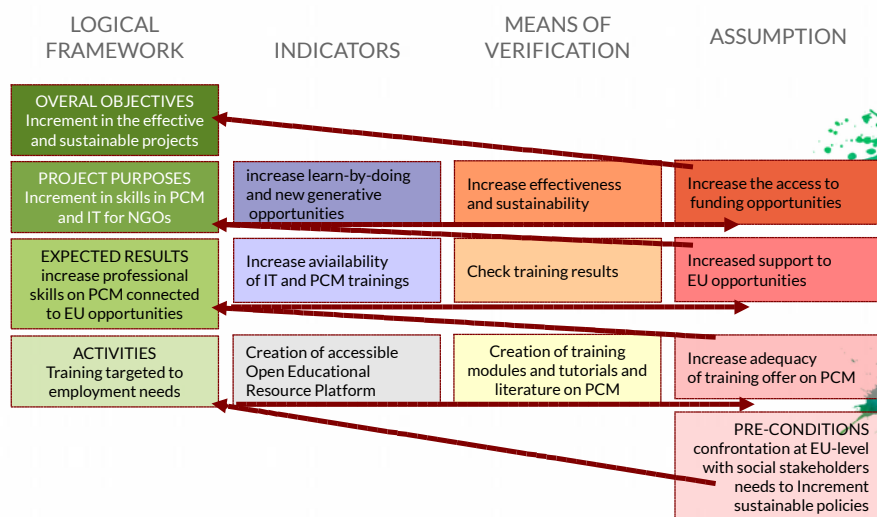 LOGICAL
FRAMEWORK
INDICATORS
MEANS OF
VERIFICATION
ASSUMPTION
OVERAL OBJECTIVES
Increment in the effective
and sustainable projects
PROJECT PURPOSES
Increment in skills in PCM
and IT for NGOs
increase learn-by-doing
and new generative
opportunities
Increase effectiveness
and sustainability
Increase the access to
funding opportunities
EXPECTED RESULTS
increase professional
skills on PCM connected
to EU opportunities
Increase aviailability
of IT and PCM trainings
Check training results
Increased support to
EU opportunities
ACTIVITIES
Training targeted to
employment needs
Creation of accessible
Open Educational
Resource Platform
Creation of training
modules and tutorials and
literature on PCM
Increase adequacy
of training offer on PCM
PRE-CONDITIONS
confrontation at EU-level
with social stakeholders
needs to Increment
sustainable policies